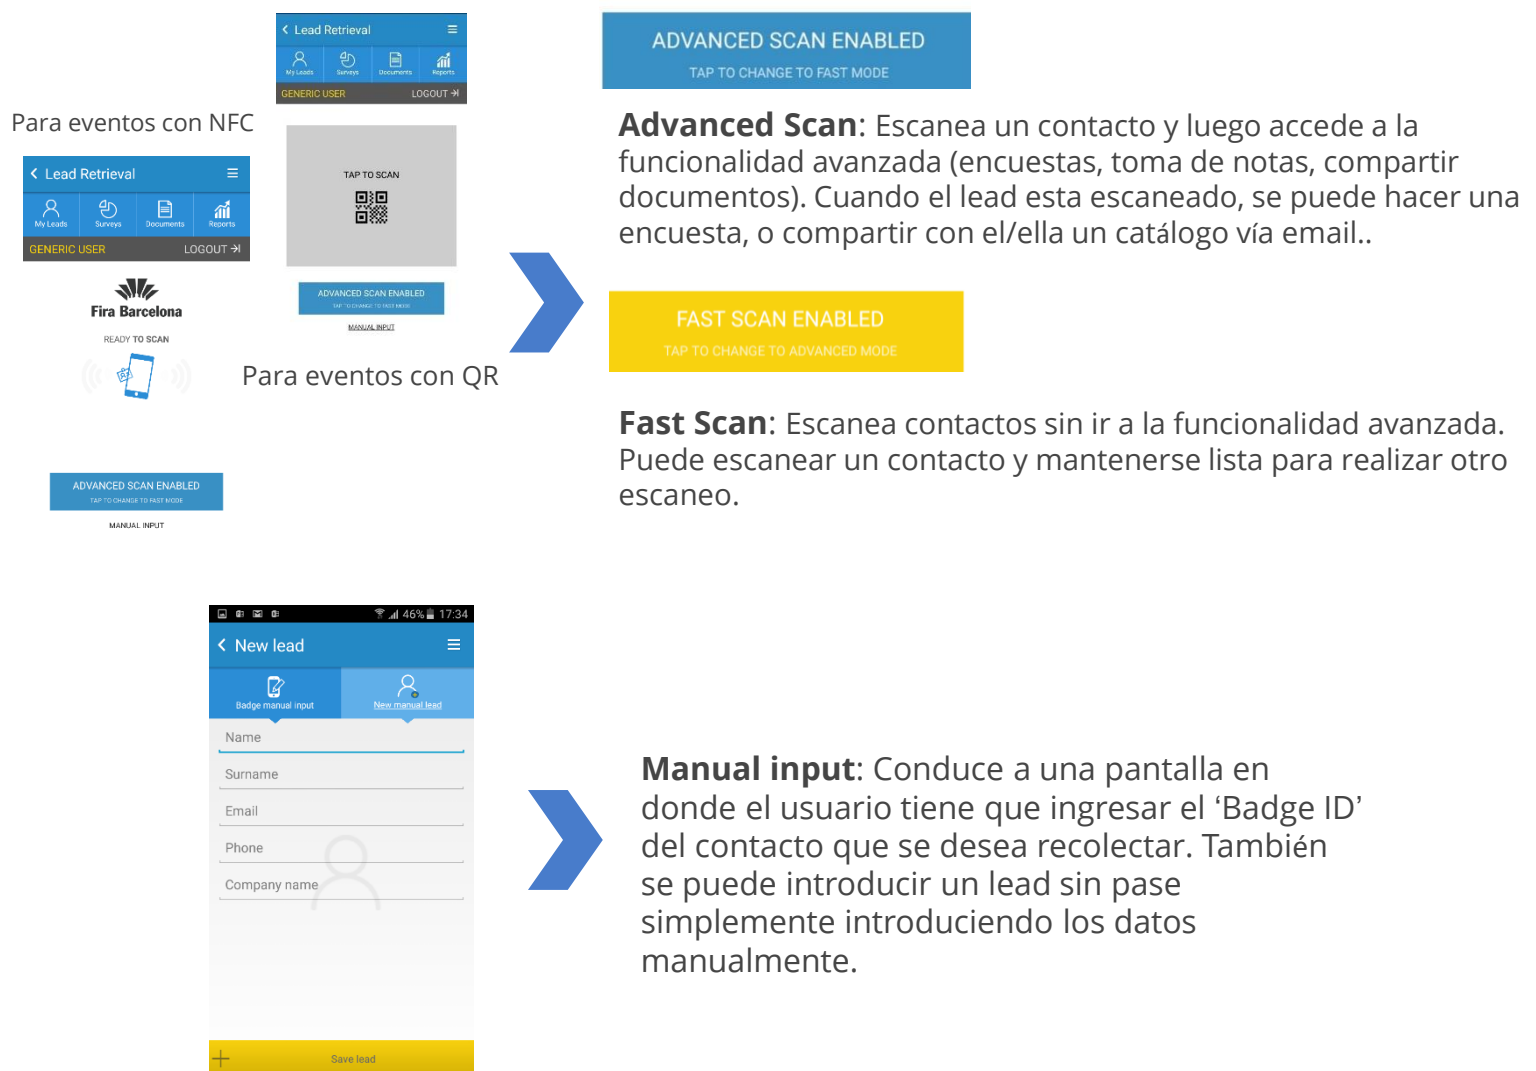 Lead Retrieval
My Leads Surveys Documents Reports
GENERIC USER LOGOUT
Para eventos con NFC
Lead Retrieval
My Leads Surveys Documents Reports
GENERIC USER LOGOUT
Fira Barcelona
READY TO SCAN
ADVANCED SCAN ENABLED
TAP TO CHANGE TO FAST MODE
MANUAL INPUT
TAP TO SCAN
ADVANCED SCAN ENABLED
TAP TO CHANGE TO FAST MODE
MANUAL INPUT
Para eventos con QR
ADVANCED SCAN ENABLED
TAP TO CHANGE TO FAST MODE
Advanced Scan: Escanea un contacto y luego accede a la
funcionalidad avanzada (encuestas, toma de notas, compartir
documentos). Cuando el lead esta escaneado, se puede hacer una
encuesta, o compartir con el/ella un catálogo vía email..
FAST SCAN ENABLED
TAP TO CHANGE TO ADVANCED MODE
Fast Scan: Escanea contactos sin ir a la funcionalidad avanzada.
Puede escanear un contacto y mantenerse lista para realizar otro
escaneo.
46% 17:34
New lead
Badge manual input New manual lead
Name
Surname
Email
Phone
Company name
Save lead
Manual input: Conduce a una pantalla en
donde el usuario tiene que ingresar el ‘Badge ID’
del contacto que se desea recolectar. También
se puede introducir un lead sin pase
simplemente introduciendo los datos
manualmente.